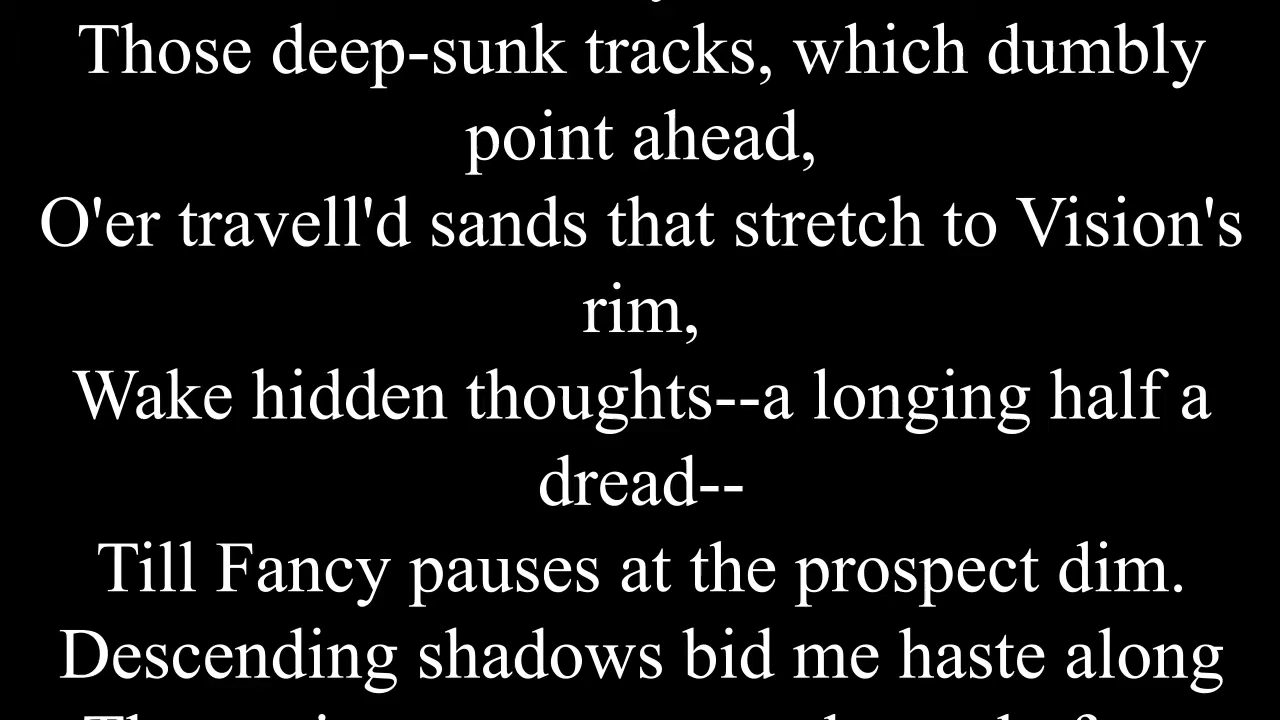 Those deep-sunk tracks, which dumbly
point ahead,
O'er travell'd sands that stretch to Vision's
rim,
Wake hidden thoughts--a longing half a
dread--
Till Fancy pauses at the prospect dim.
Descending shadows bid me haste along